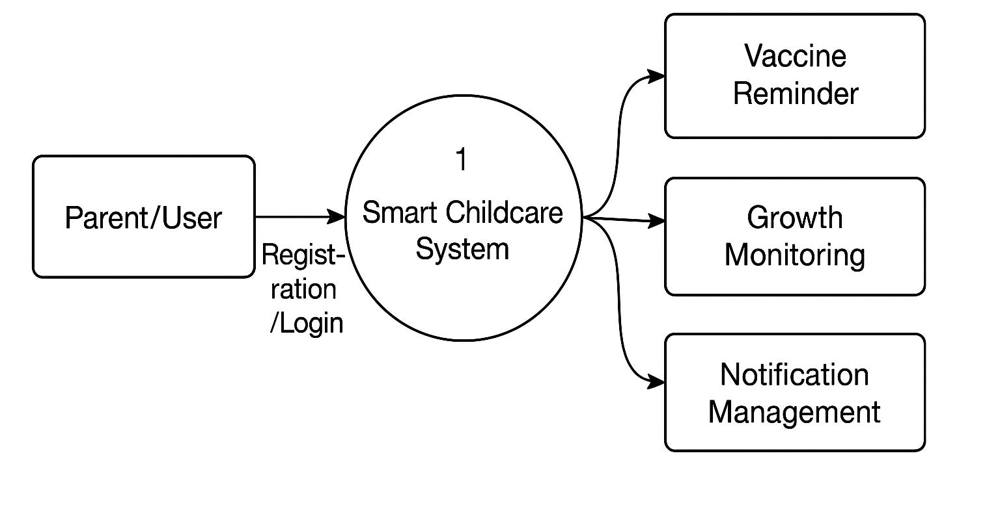 Parent/User
Regist-
ration
/Login
1
Smart Childcare
System
Vaccine
Reminder
Growth
Monitoring
Notification
Management